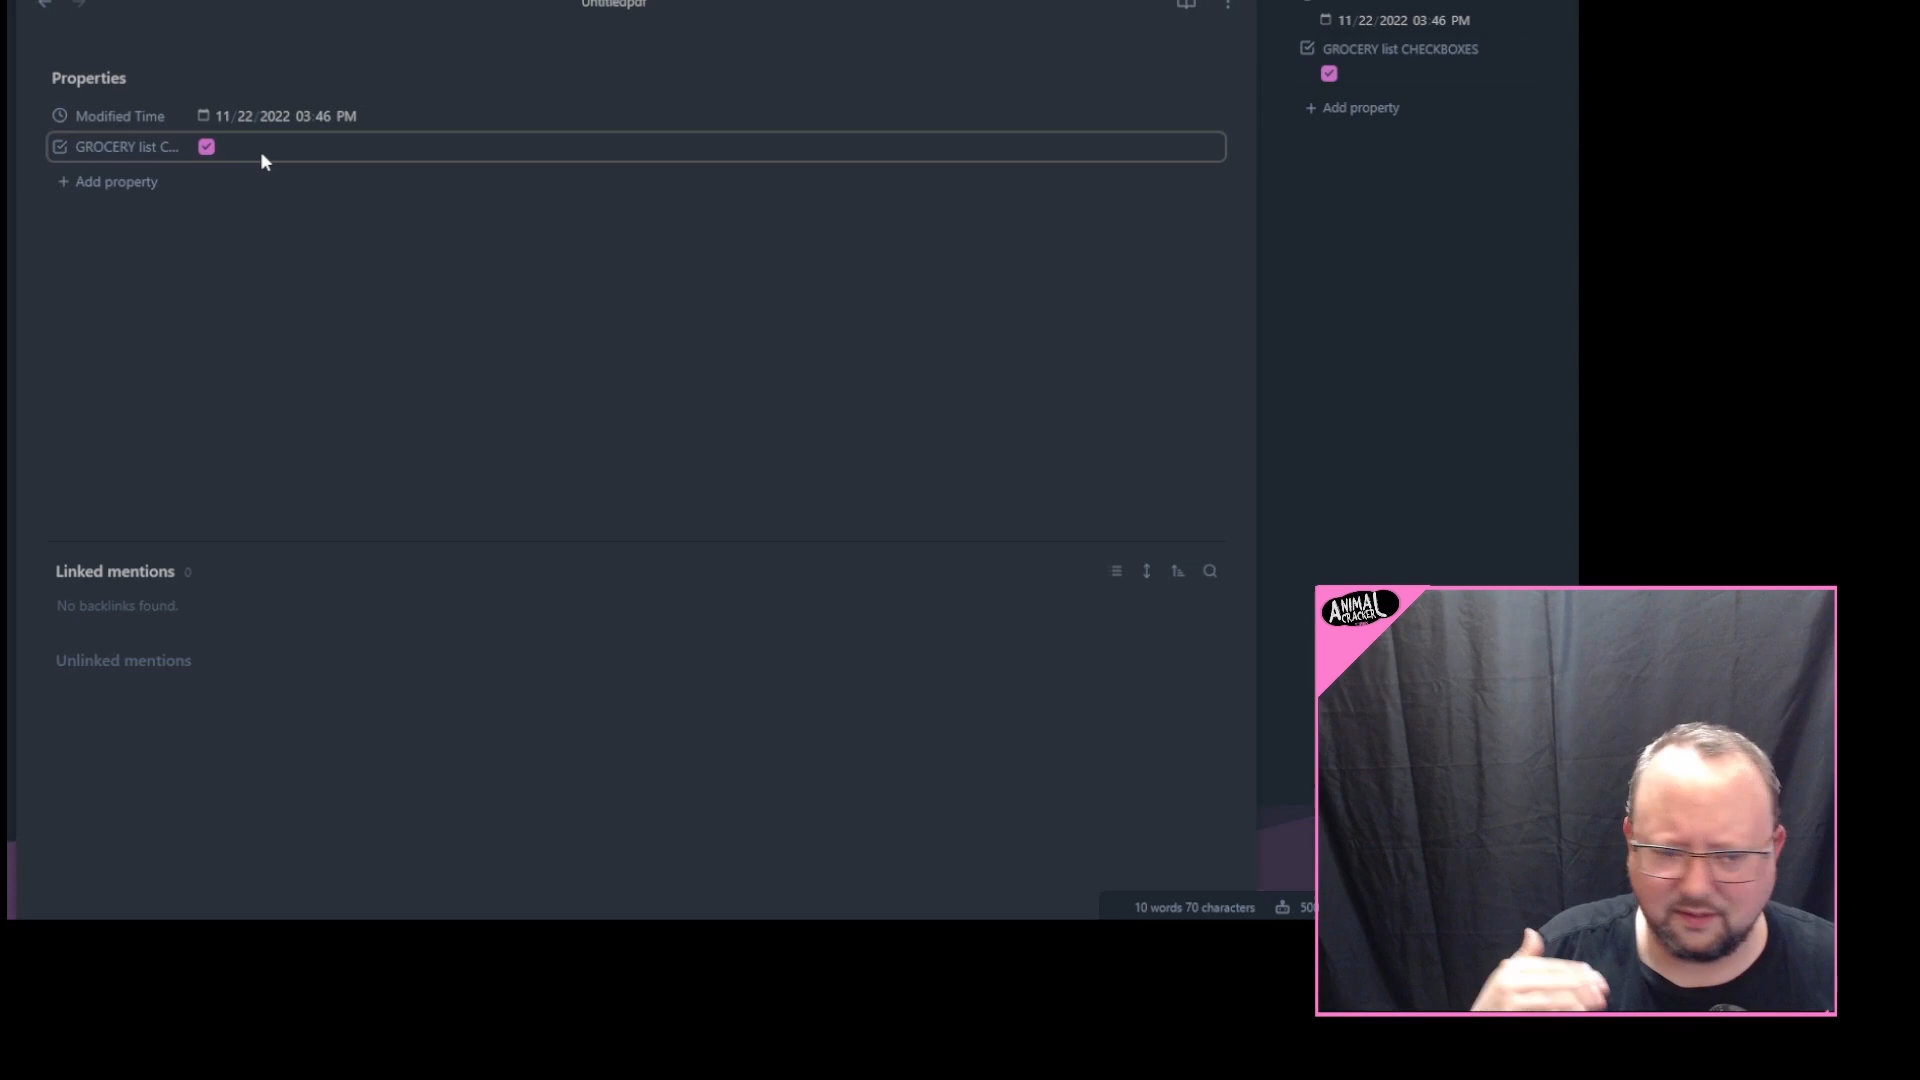 Untitledpdf
Properties
Modified Time 11/22/2022 03:46 PM
GROCERY list C...
+ Add property
Linked mentions 0
No backlinks found.
Unlinked mentions
10 words 70 characters 500
11/22/2022 03:46 PM
GROCERY list CHECKBOXES
+ Add property
ANIMAL
CRACKER